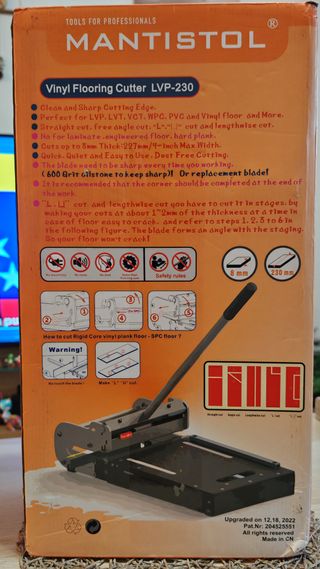 TOOLS FOR PROFESSIONALS
MANTISTOL®
Vinyl Flooring Cutter LVP-230
Clean and Sharp Cutting Edge.
Perfect for LVP, LVT, VCT, WPC, PVC and Vinyl floor and More.
Straight cut, free angle cut, "L","U" cut and lengthwise cut.
No for laminate, engineered floor, hard plank.
Cuts up to 8mm Thick; 227mm/9-inch Max Width.
Quick, Quiet and Easy to Use. Dust Free Cutting.
The blade need to be sharp every time you working.
( 600 Grit oilstone to keep sharp)! Or replacement blade!
It is recommended that the corner should be completed at the end of the work.
"L", "U" cut, and lengthwise cut you have to cut it in stages, by
making your cuts at about 1~2mm of the thickness at a time in
case of floor easy to crack, and refer to steps 1, 2, 3 to 6 in
the following figure. The blade forms an angle with the staging.
So your floor won't crack!
Safety rules
8 mm
230 mm
How to cut Rigid Core vinyl plank floor - SPC floor ?
Warning!
Make "L" "U" cut
Upgraded on 12,18, 2022
Pat.Nr: 204525551
All rights reserved
Made in CN